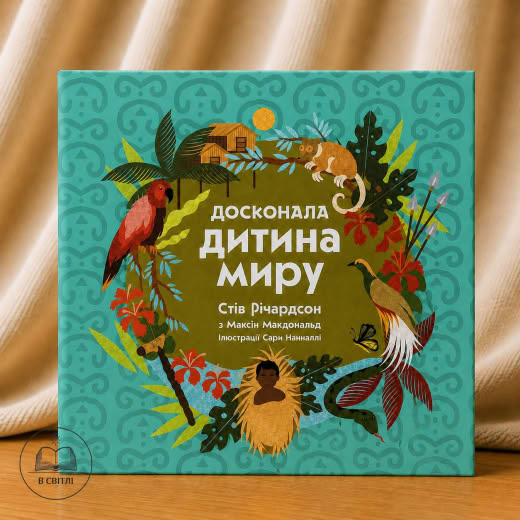 ДОСКОНАЛА
ДИТИНА
МИРУ
Стів Річардсон
з Максін Макдональд
Ілюстрації Сари Нанналлі
В СВІТЛІ